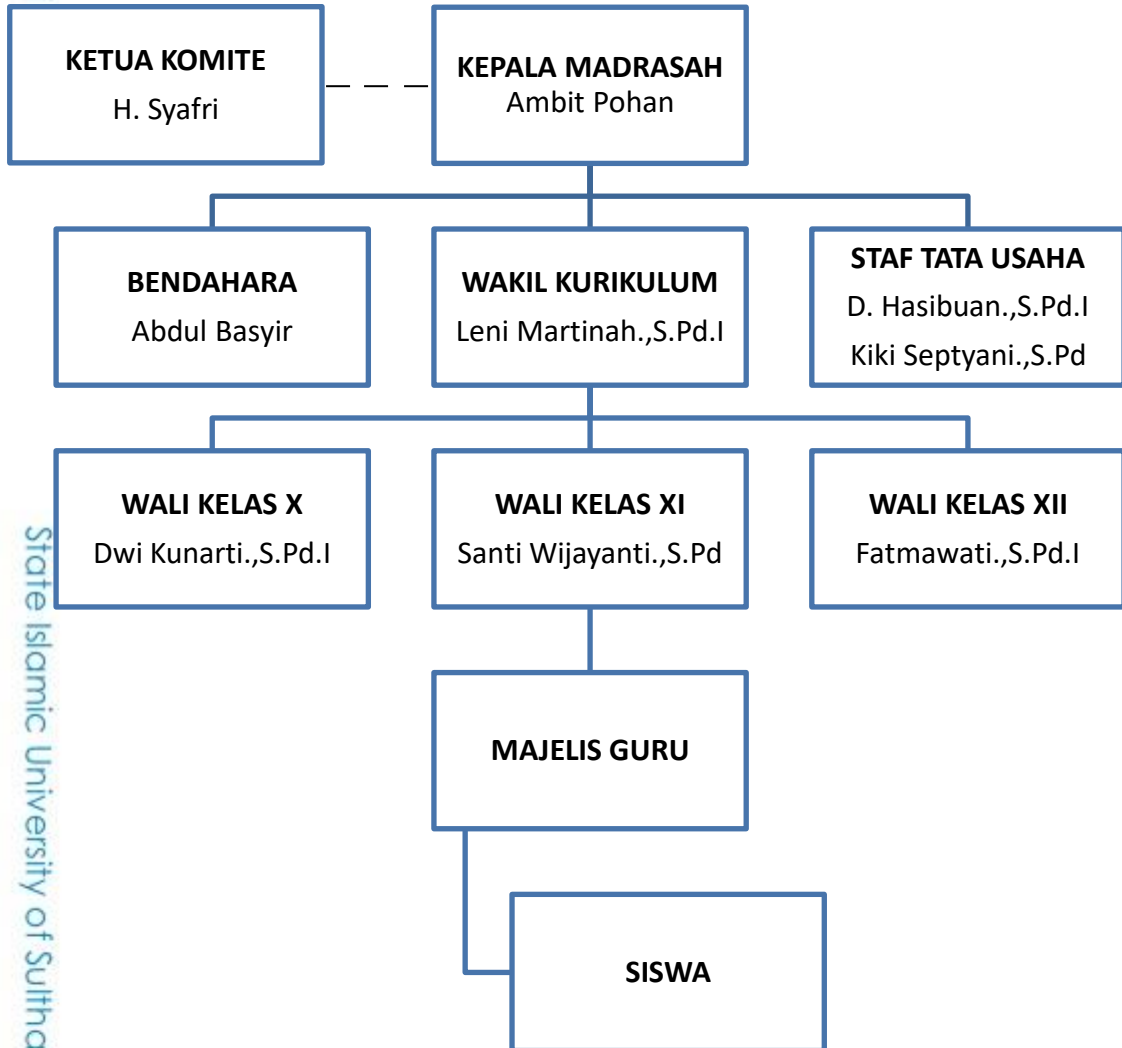 KETUA KOMITE
H. Syafri
KEPALA MADRASAH
Ambit Pohan
BENDAHARA
Abdul Basyir
WAKIL KURIKULUM
Leni Martinah.,S.Pd.I
STAF TATA USAHA
D. Hasibuan.,S.Pd.I
Kiki Septyani.,S.Pd
WALI KELAS X
Dwi Kunarti.,S.Pd.I
WALI KELAS XI
Santi Wijayanti.,S.Pd
WALI KELAS XII
Fatmawati.,S.Pd.I
MAJELIS GURU
SISWA
State Islamic University of Sultha